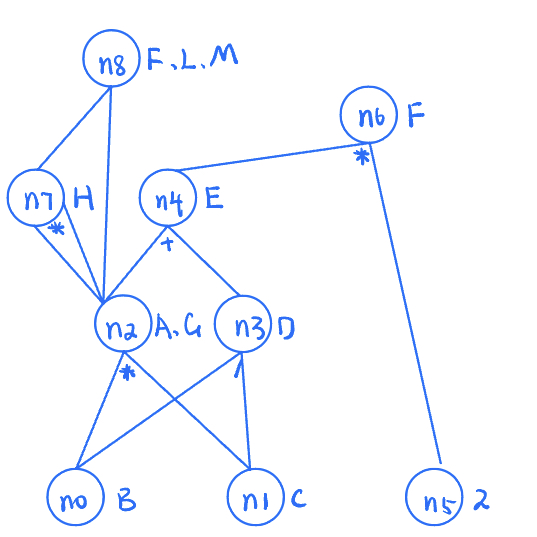 n8 F、L、M
n6 F
*
n7 H
*
n4 E
+
n2 A、G
*
n3 D
/
n0 B
n1 C
n5 2